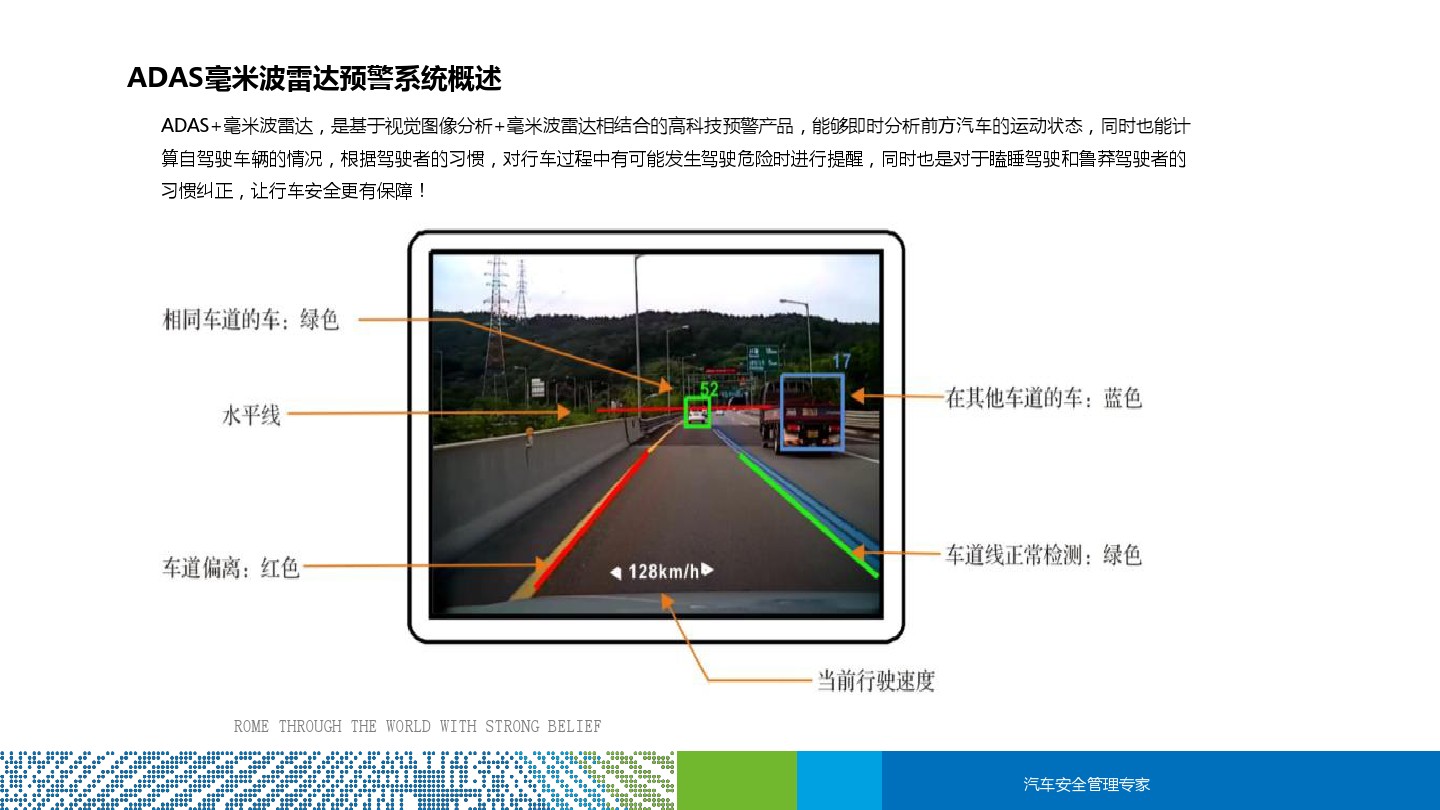 ADAS毫米波雷达预警系统概述
ADAS+毫米波雷达，是基于视觉图像分析+毫米波雷达相结合的高科技预警产品，能够即时分析前方汽车的运动状态，同时也能计
算自驾驶车辆的情况，根据驾驶者的习惯，对行车过程中有可能发生驾驶危险时进行提醒，同时也是对于瞌睡驾驶和鲁莽驾驶者的
习惯纠正，让行车安全更有保障！
相同车道的车：绿色
17
52
在其他车道的车：蓝色
水平线
车道线正常检测：绿色
车道偏离：红色
128km/h
当前行驶速度
ROME THROUGH THE WORLD WITH STRONG BELIEF
汽车安全管理专家